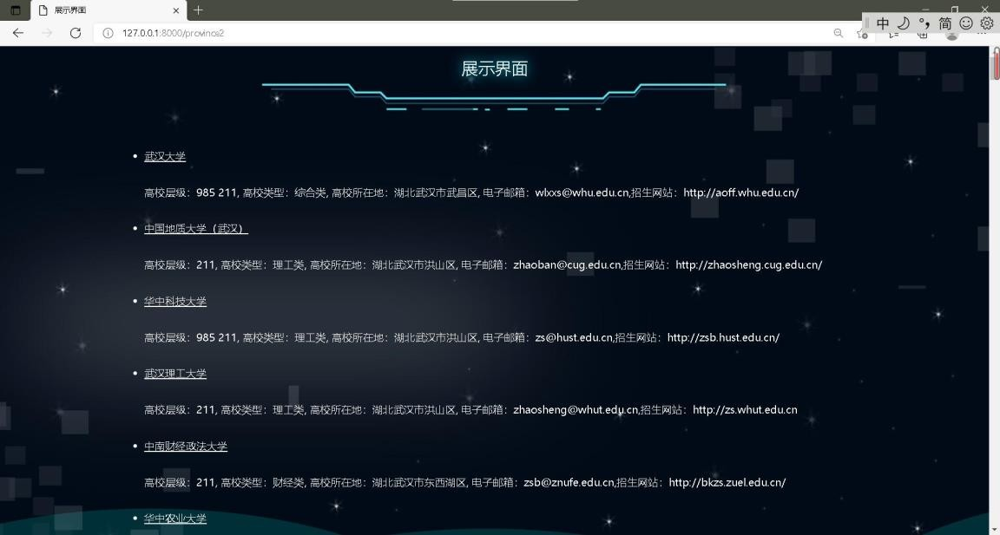 展示界面
127.0.0.1:8000/province2
中 简
展示界面
武汉大学
高校层级：985 211, 高校类型：综合类, 高校所在地：湖北武汉市武昌区, 电子邮箱：wlxxs@whu.edu.cn,招生网站：http://aoff.whu.edu.cn/
中国地质大学（武汉）
高校层级：211, 高校类型：理工类, 高校所在地：湖北武汉市洪山区, 电子邮箱：zhaoban@cug.edu.cn,招生网站：http://zhaosheng.cug.edu.cn/
华中科技大学
高校层级：985 211, 高校类型：理工类, 高校所在地：湖北武汉市洪山区, 电子邮箱：zs@hust.edu.cn,招生网站：http://zsb.hust.edu.cn/
武汉理工大学
高校层级：211, 高校类型：理工类, 高校所在地：湖北武汉市洪山区, 电子邮箱：zhaosheng@whut.edu.cn,招生网站：http://zs.whut.edu.cn
中南财经政法大学
高校层级：211, 高校类型：财经类, 高校所在地：湖北武汉市东西湖区, 电子邮箱：zsb@znufe.edu.cn,招生网站：http://bkzs.zuel.edu.cn/
华中农业大学